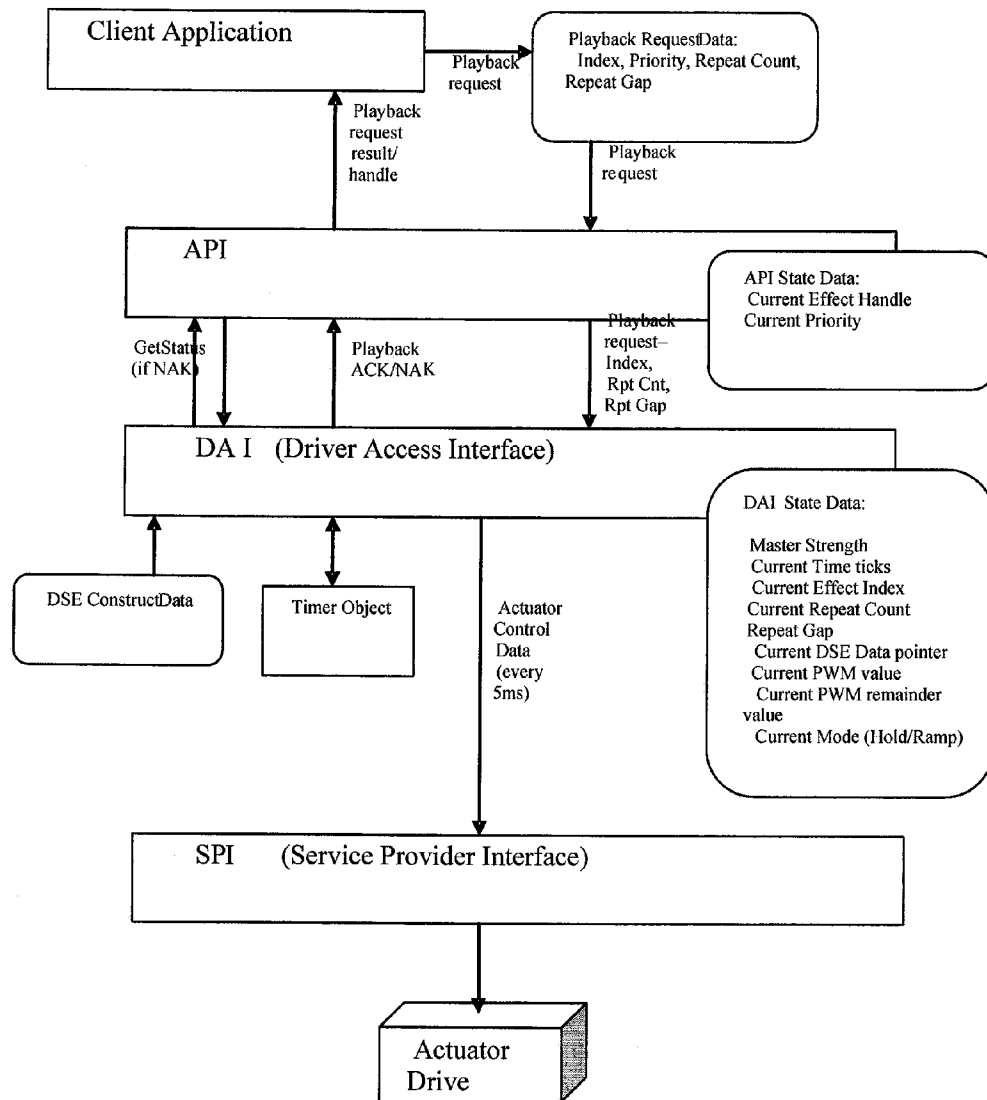 Client Application
Playback
request
Playback RequestData:
Index, Priority, Repeat Count,
Repeat Gap
Playback
request
result/
handle
Playback
request
API
API State Data:
Current Effect Handle
Current Priority
GetStatus
(if NAK)
Playback
ACK/NAK
Playback
request–
Index,
Rpt Cnt,
Rpt Gap
DA I (Driver Access Interface)
DAI State Data:
Master Strength
Current Time ticks
Current Effect Index
Current Repeat Count
Repeat Gap
Current DSE Data pointer
Current PWM value
Current PWM remainder
value
Current Mode (Hold/Ramp)
DSE ConstructData
Timer Object
Actuator
Control
Data
(every
5ms)
SPI (Service Provider Interface)
Actuator
Drive